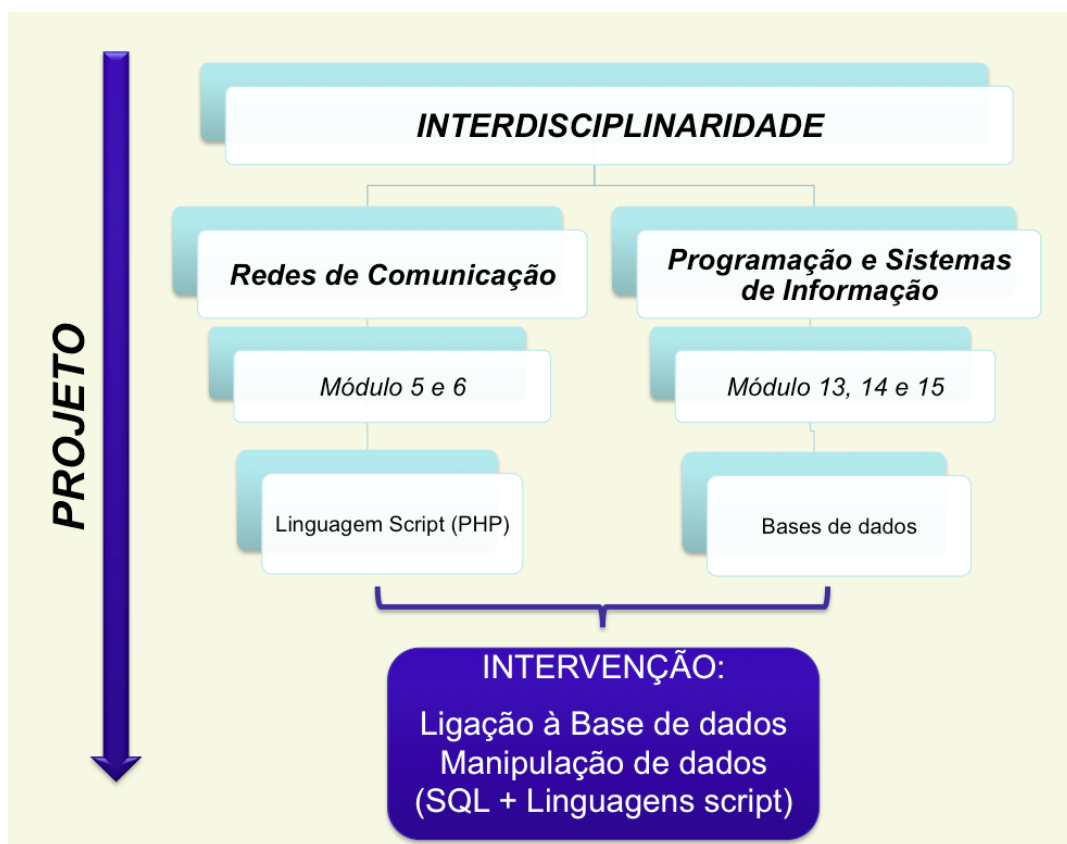 PROJETO
INTERDISCIPLINARIDADE
Redes de Comunicação
Programação e Sistemas
de Informação
Módulo 5 e 6
Módulo 13, 14 e 15
Linguagem Script (PHP)
Bases de dados
INTERVENÇÃO:
Ligação à Base de dados
Manipulação de dados
(SQL + Linguagens script)